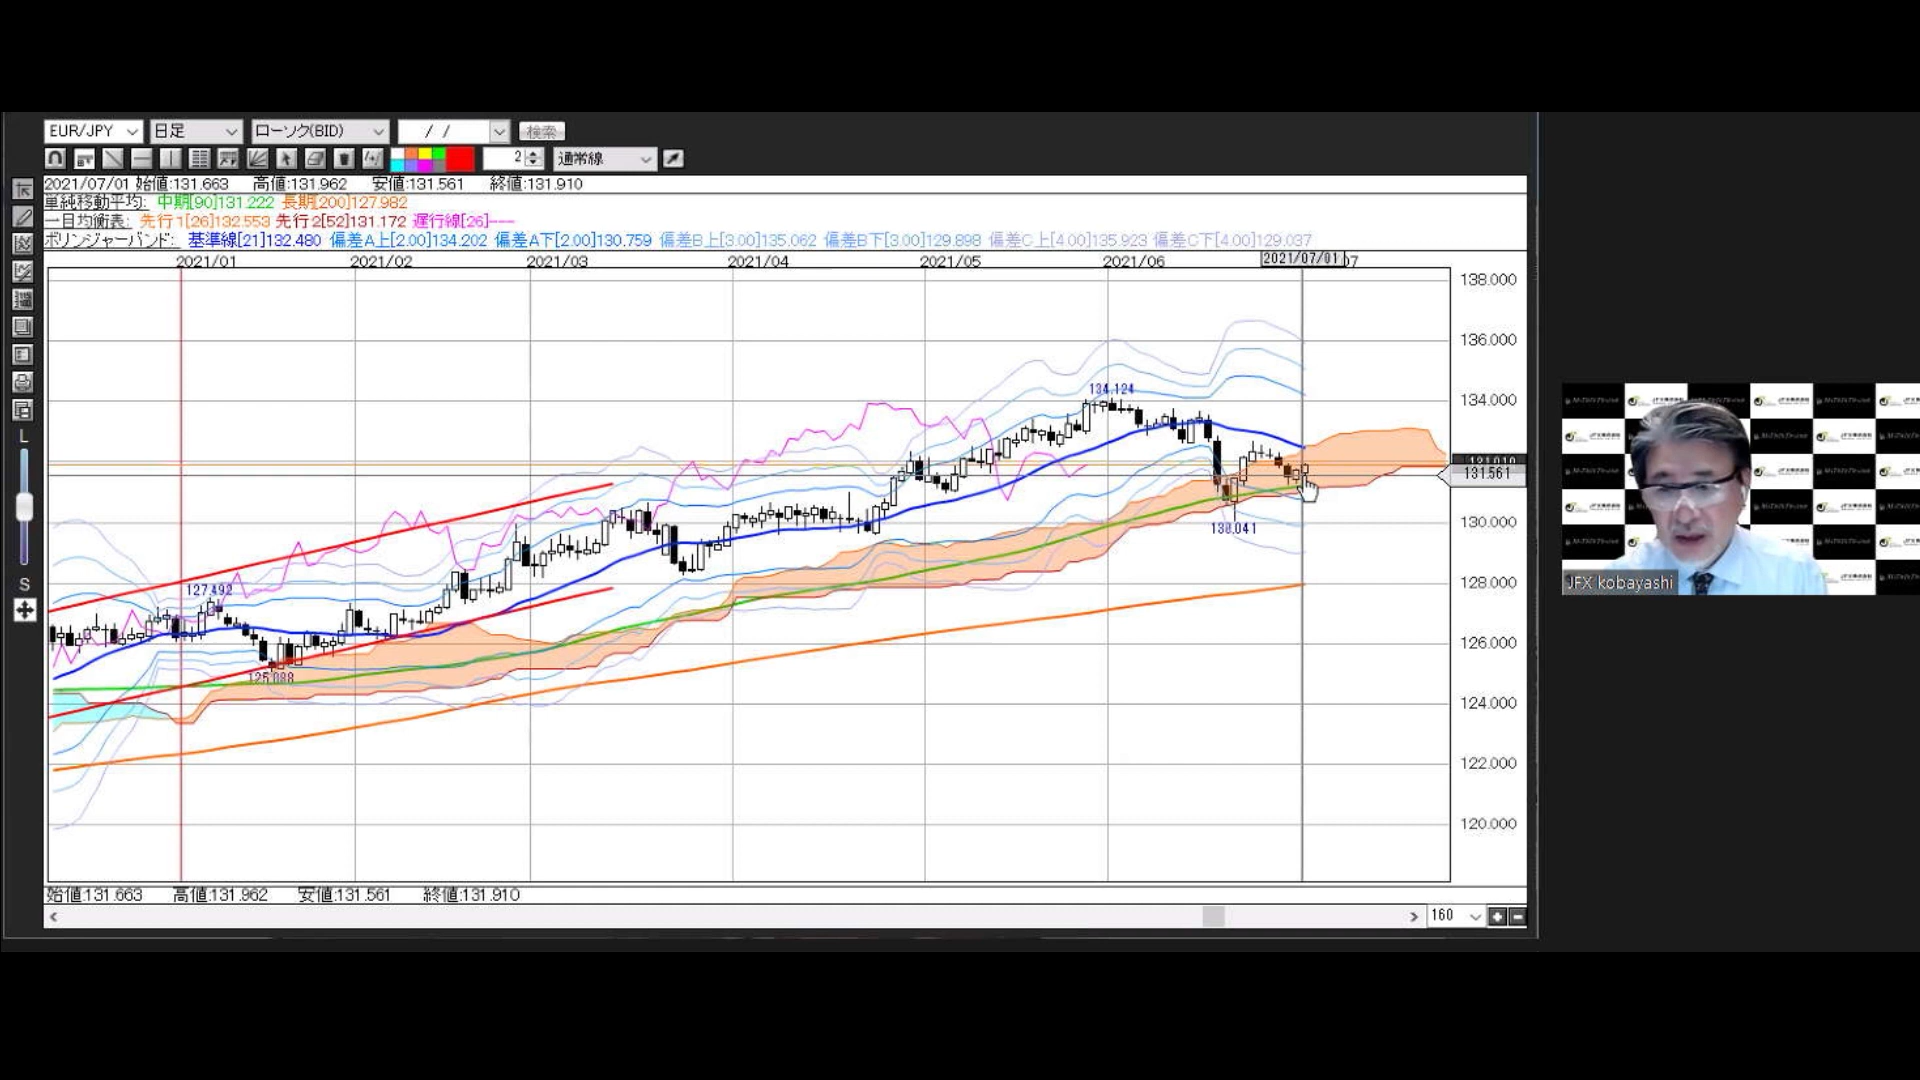 EUR/JPY 日足 ローソク(BID) / / 検索
2 通常線
2021/07/01 始値:131.663 高値:131.962 安値:131.561 終値:131.910
単純移動平均: 中期[90]131.222 長期[200]127.982
一目均衡表: 先行1[26]132.553 先行2[52]131.172 遅行線[26]---
ボリンジャーバンド: 基準線[21]132.480 偏差A上[2.00]134.202 偏差A下[2.00]130.759 偏差B上[3.00]135.062 偏差B下[3.00]129.898 偏差C上[4.00]135.923 偏差C下[4.00]129.037
2021/01 2021/02 2021/03 2021/04 2021/05 2021/06 2021/07/01 07
138.000
136.000
134.124
134.000
131.561
130.000
130.041
128.000
127.492
126.000
125.088
124.000
122.000
120.000
L
S
JFX kobayashi
始値:131.663 高値:131.962 安値:131.561 終値:131.910
160